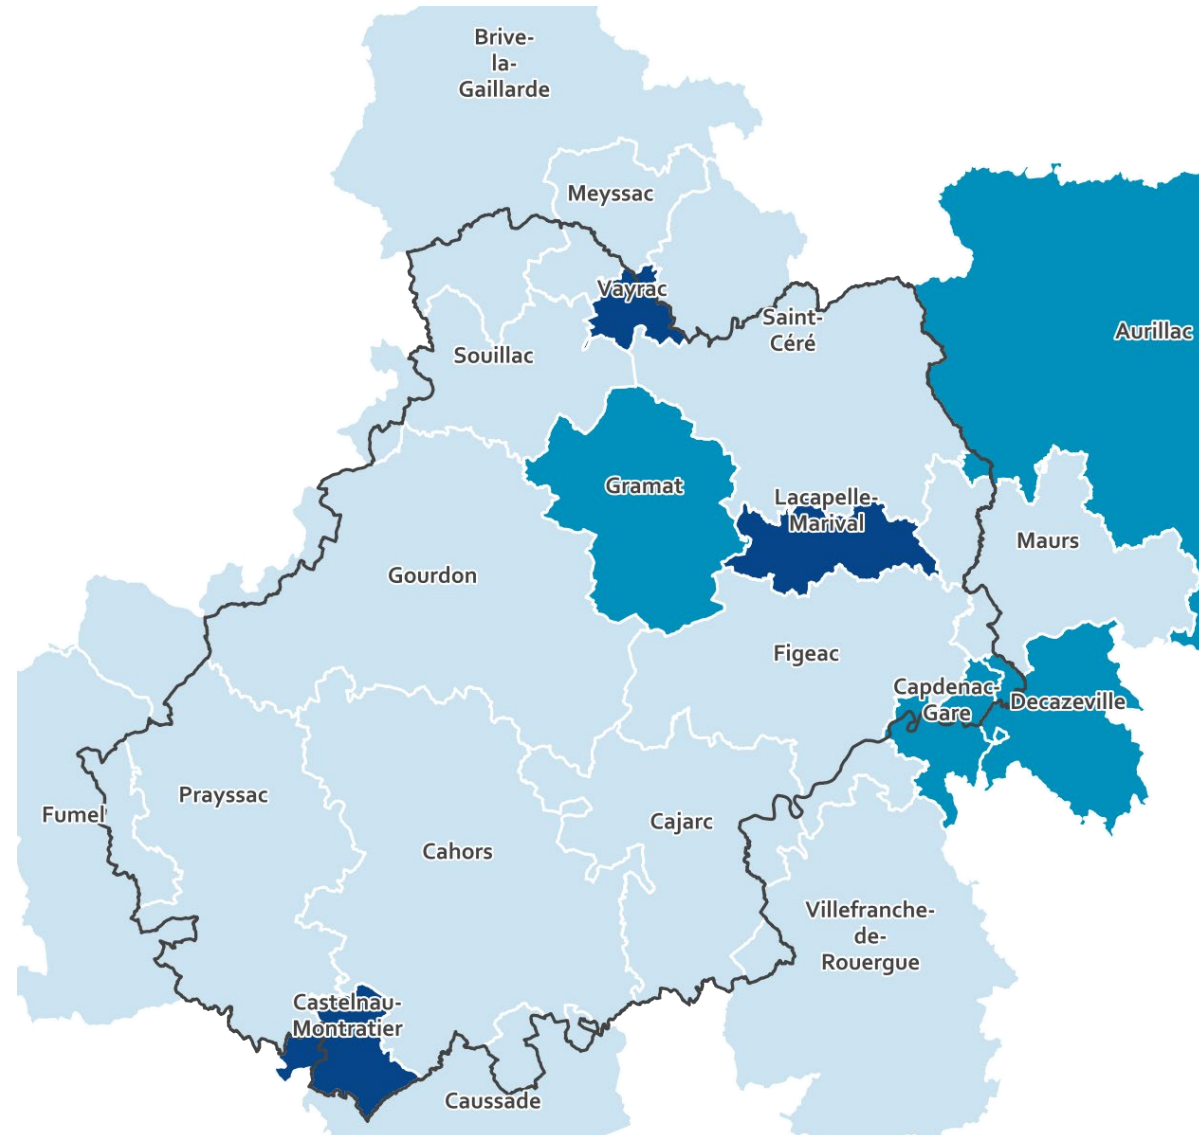 Brive-
la-
Gaillarde
Meyssac
Vayrac
Saint-
Céré
Aurillac
Souillac
Gramat
Lacapelle-
Marival
Maurs
Gourdon
Figeac
Capdenac-
Gare
Decazeville
Prayssac
Fumel
Cajarc
Cahors
Villefranche-
de-
Rouergue
Castelnau-
Montratier
Caussade